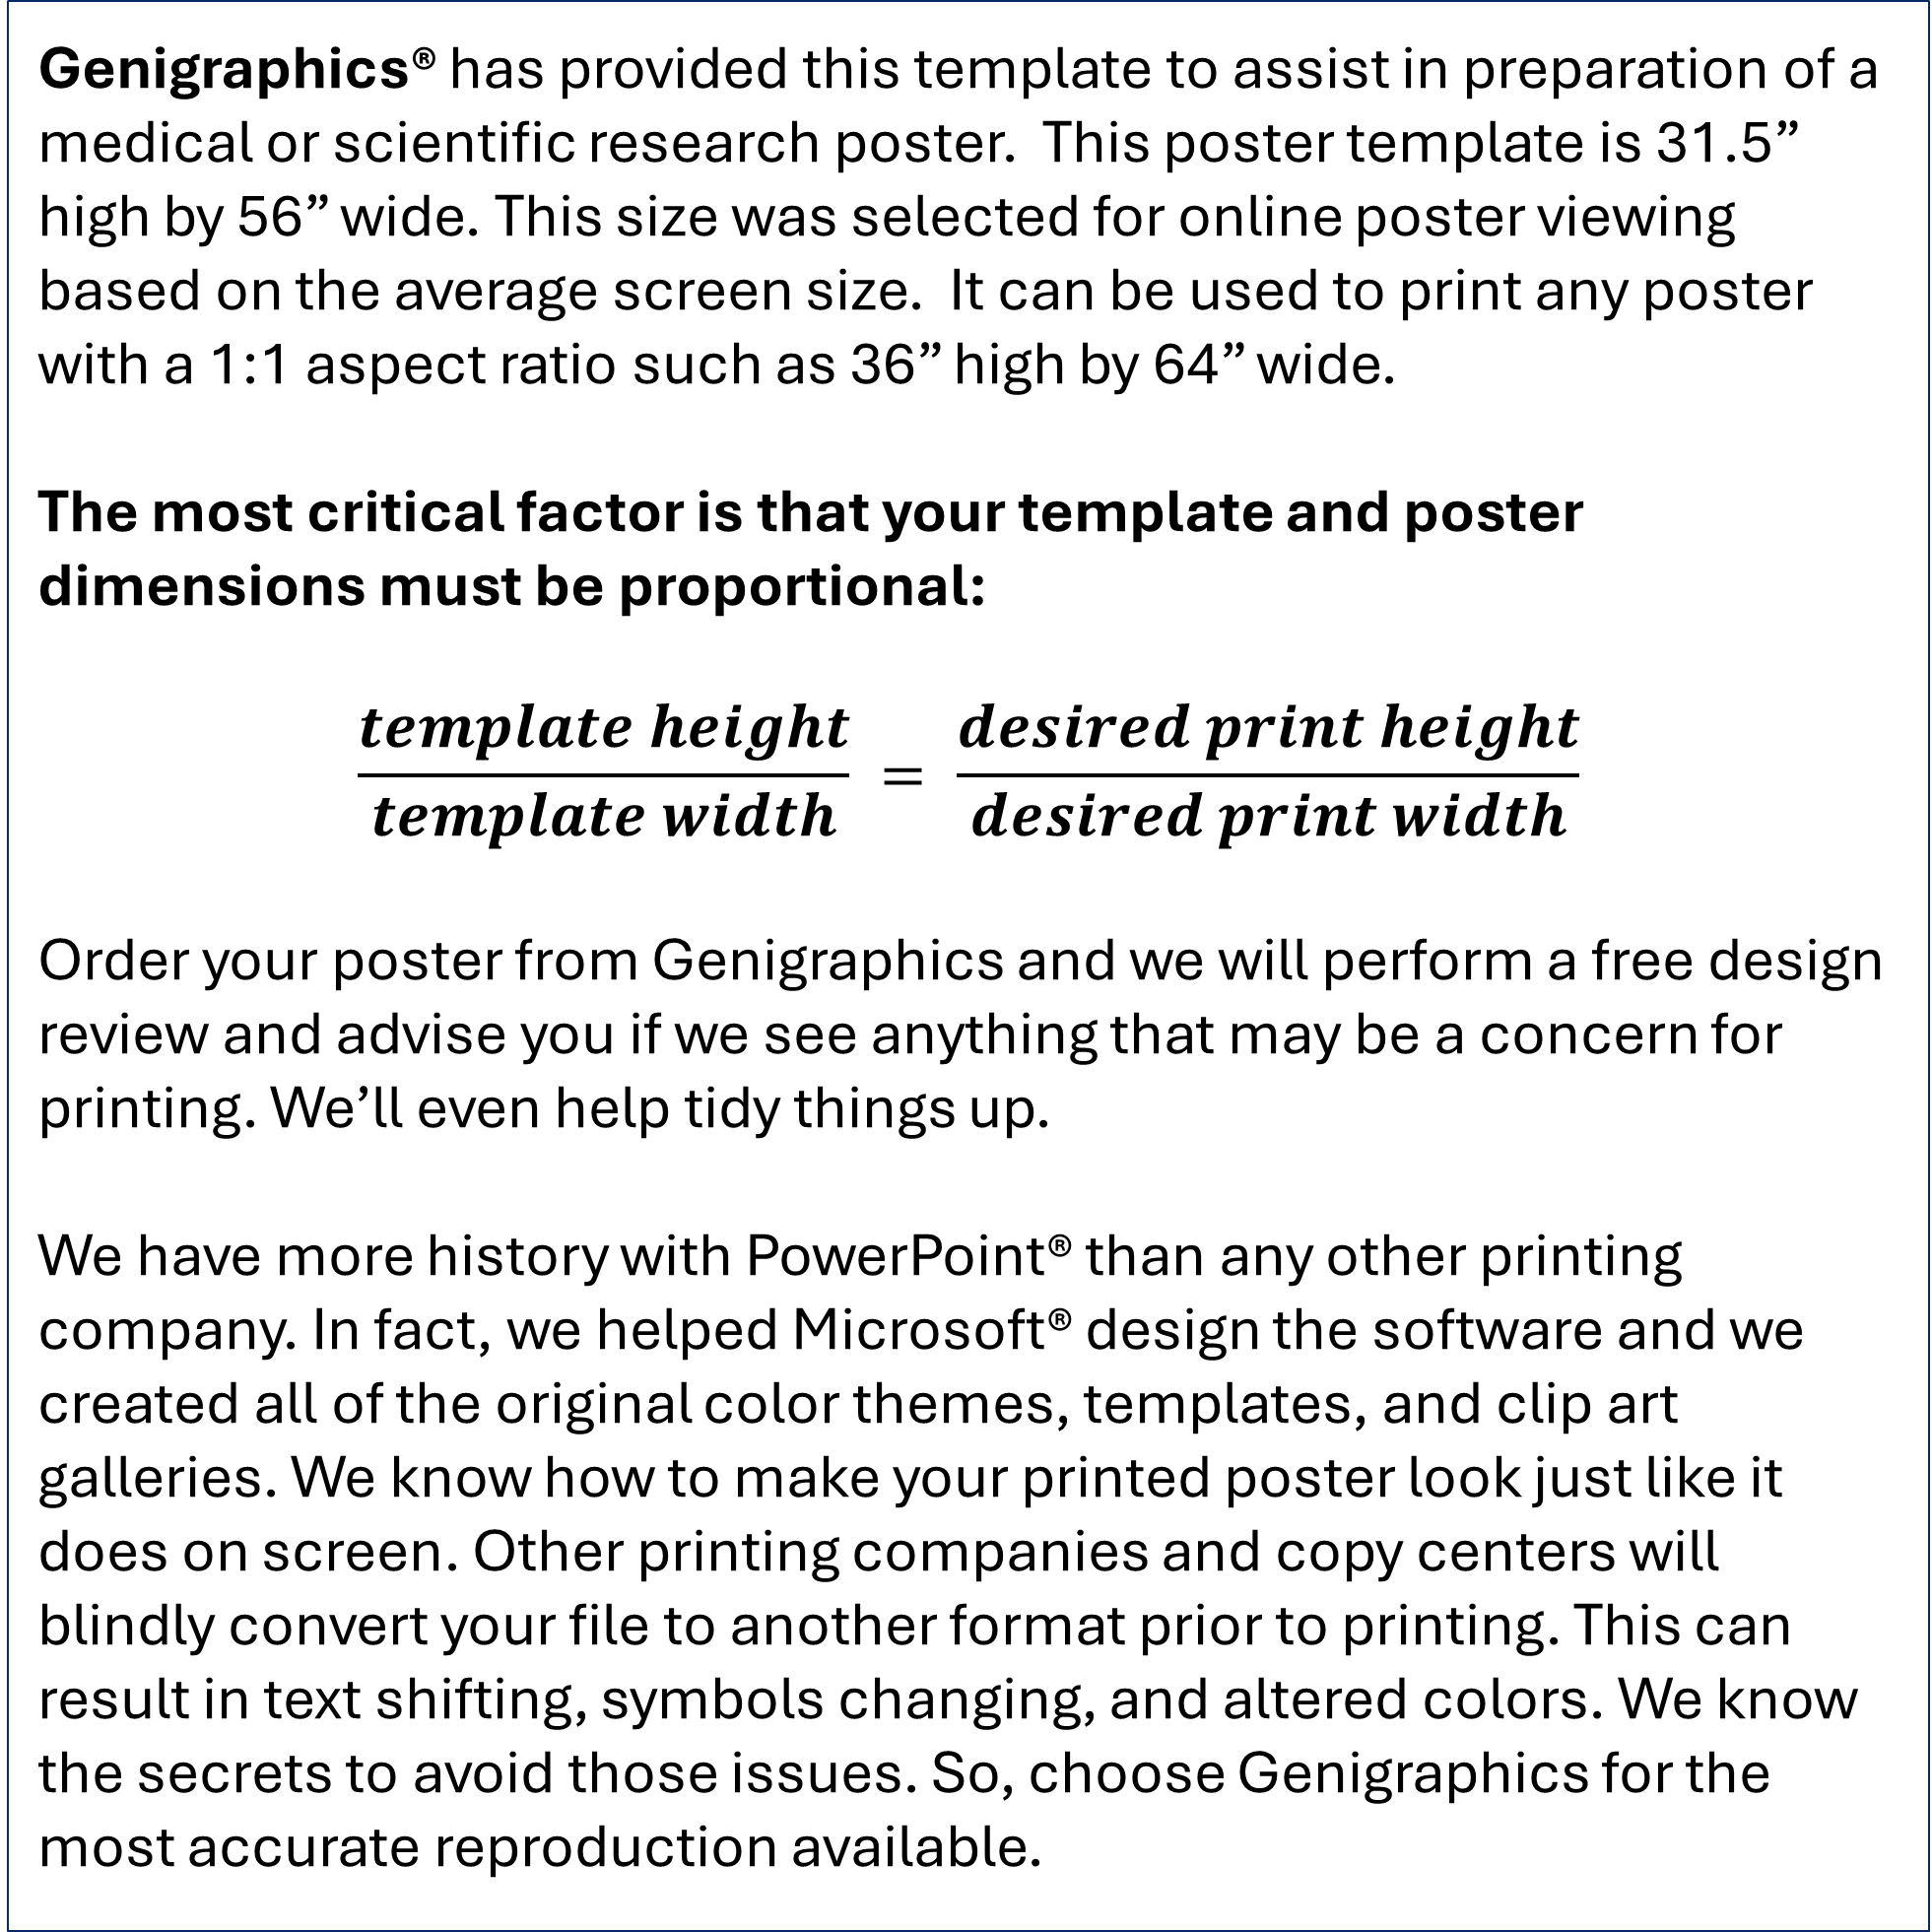 Genigraphics® has provided this template to assist in preparation of a
medical or scientific research poster.  This poster template is 31.5”
high by 56” wide. This size was selected for online poster viewing
based on the average screen size.  It can be used to print any poster
with a 1:1 aspect ratio such as 36” high by 64” wide.
The most critical factor is that your template and poster
dimensions must be proportional:
template height / template width = desired print height / desired print width
Order your poster from Genigraphics and we will perform a free design
review and advise you if we see anything that may be a concern for
printing. We’ll even help tidy things up.
We have more history with PowerPoint® than any other printing
company. In fact, we helped Microsoft® design the software and we
created all of the original color themes, templates, and clip art
galleries. We know how to make your printed poster look just like it
does on screen. Other printing companies and copy centers will
blindly convert your file to another format prior to printing. This can
result in text shifting, symbols changing, and altered colors. We know
the secrets to avoid those issues. So, choose Genigraphics for the
most accurate reproduction available.